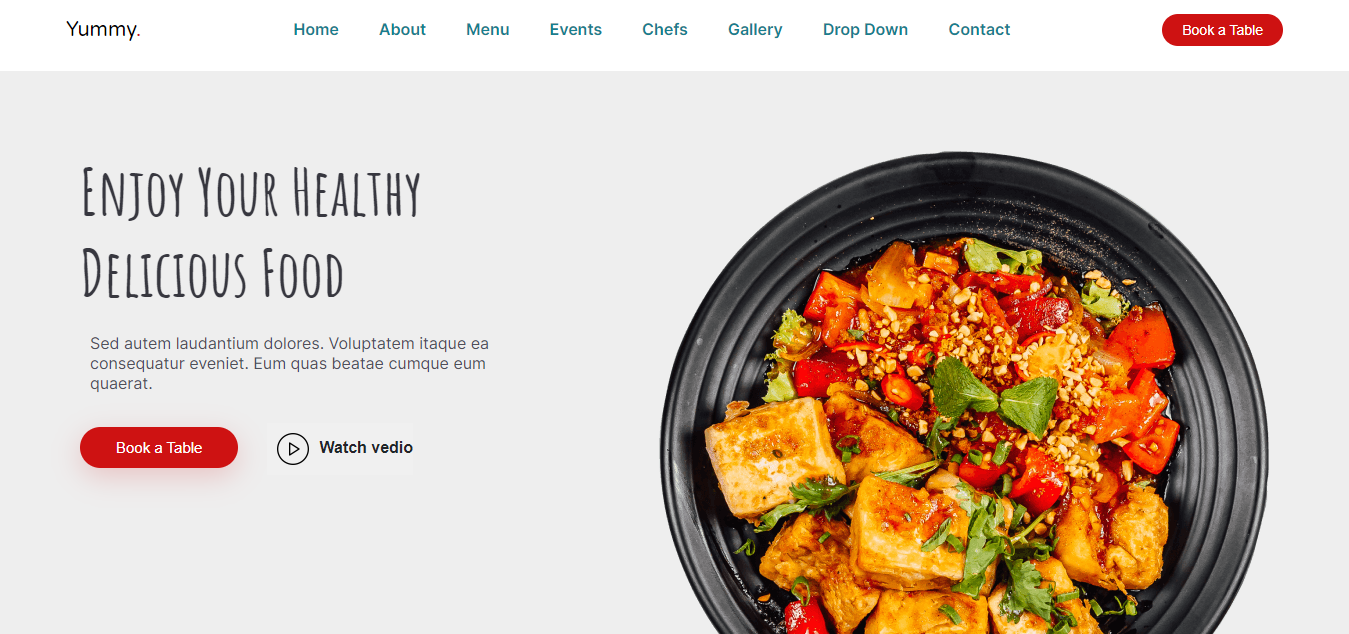 Yummy.
Home About Menu Events Chefs Gallery Drop Down Contact
Book a Table
Enjoy Your Healthy
Delicious Food
Sed autem laudantium dolores. Voluptatem itaque ea
consequatur eveniet. Eum quas beatae cumque eum
quaerat.
Book a Table
Watch vedio